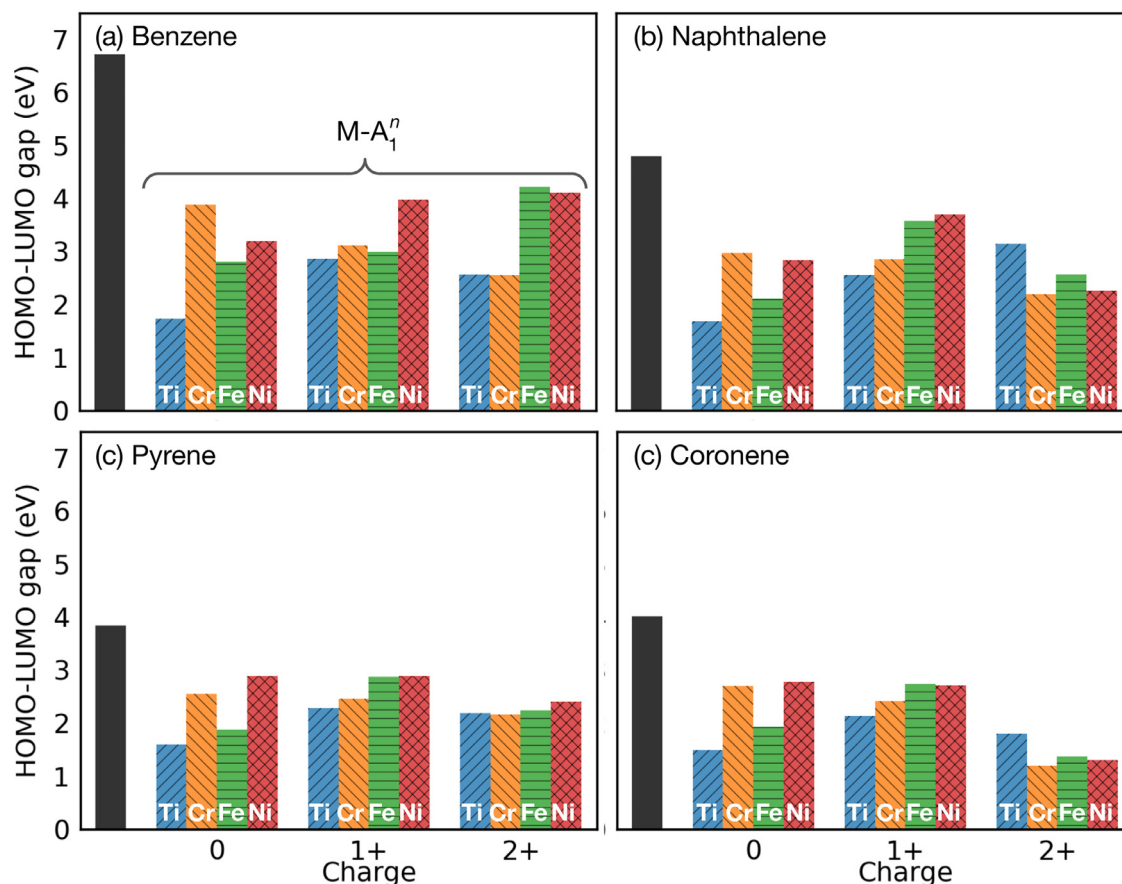 (a) Benzene
M-A₁ⁿ
HOMO-LUMO gap (eV)
7
6
5
4
3
2
1
0
Ti Cr Fe Ni Ti Cr Fe Ni Ti Cr Fe Ni
(b) Naphthalene
Ti Cr Fe Ni Ti Cr Fe Ni Ti Cr Fe Ni
(c) Pyrene
HOMO-LUMO gap (eV)
7
6
5
4
3
2
1
0
Ti Cr Fe Ni Ti Cr Fe Ni Ti Cr Fe Ni
0 1+ 2+
Charge
(c) Coronene
Ti Cr Fe Ni Ti Cr Fe Ni Ti Cr Fe Ni
0 1+ 2+
Charge